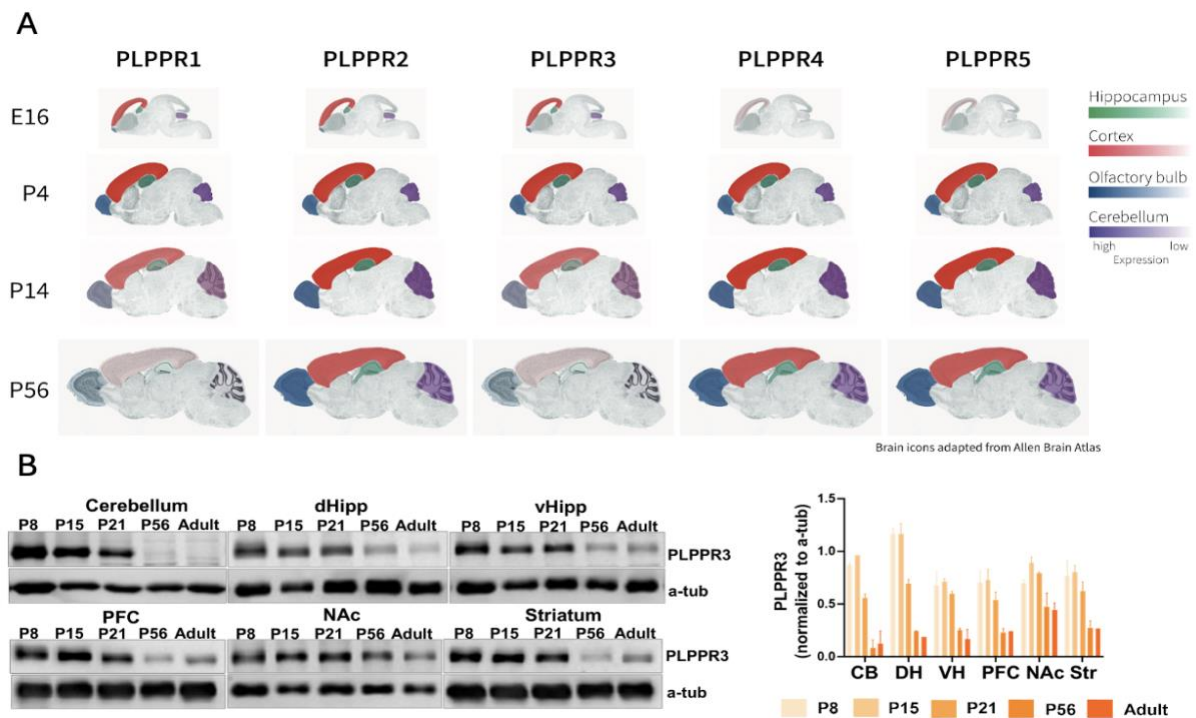 A
PLPPR1 PLPPR2 PLPPR3 PLPPR4 PLPPR5
E16
P4
P14
P56
Hippocampus
Cortex
Olfactory bulb
Cerebellum
high low
Expression
Brain icons adapted from Allen Brain Atlas
B
Cerebellum dHipp vHipp
P8 P15 P21 P56 Adult P8 P15 P21 P56 Adult P8 P15 P21 P56 Adult
PLPPR3
a-tub
PFC NAc Striatum
P8 P15 P21 P56 Adult P8 P15 P21 P56 Adult P8 P15 P21 P56 Adult
PLPPR3
a-tub
PLPPR3
(normalized to a-tub)
1.5
1.0
0.5
0.0
CB DH VH PFC NAc Str
P8 P15 P21 P56 Adult